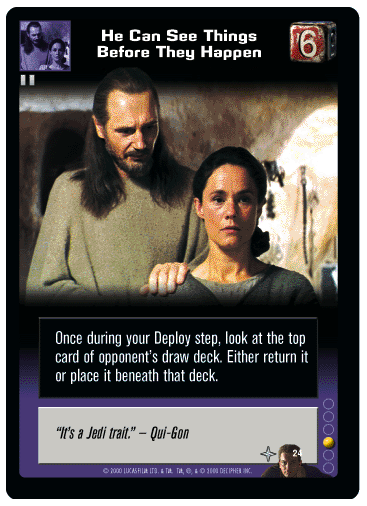 He Can See Things
Before They Happen
6
Once during your Deploy step, look at the top
card of opponent's draw deck. Either return it
or place it beneath that deck.
“It's a Jedi trait.” – Qui-Gon
24
© 2000 LUCASFILM LTD. & TM. TM, ®, & © 2000 DECIPHER INC.